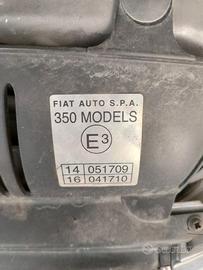 FIAT AUTO S.P.A.
350 MODELS
E3
14 051709
16 041710